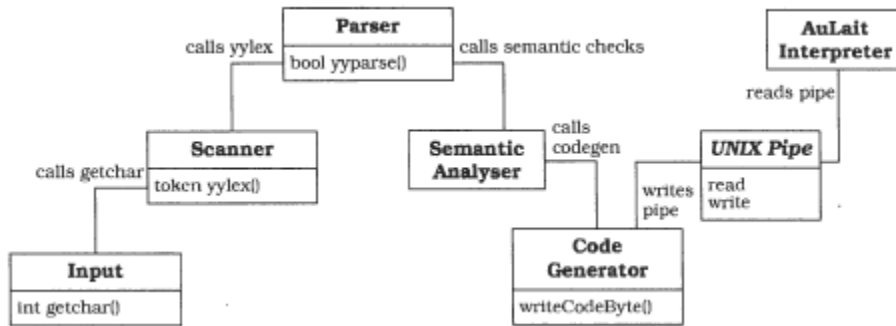 Parser
bool yyparse()
calls yylex
calls semantic checks
AuLait
Interpreter
reads pipe
Scanner
token yylex()
calls getchar
Semantic
Analyser
calls
codegen
UNIX Pipe
read
write
writes
pipe
Input
int getchar()
Code
Generator
writeCodeByte()